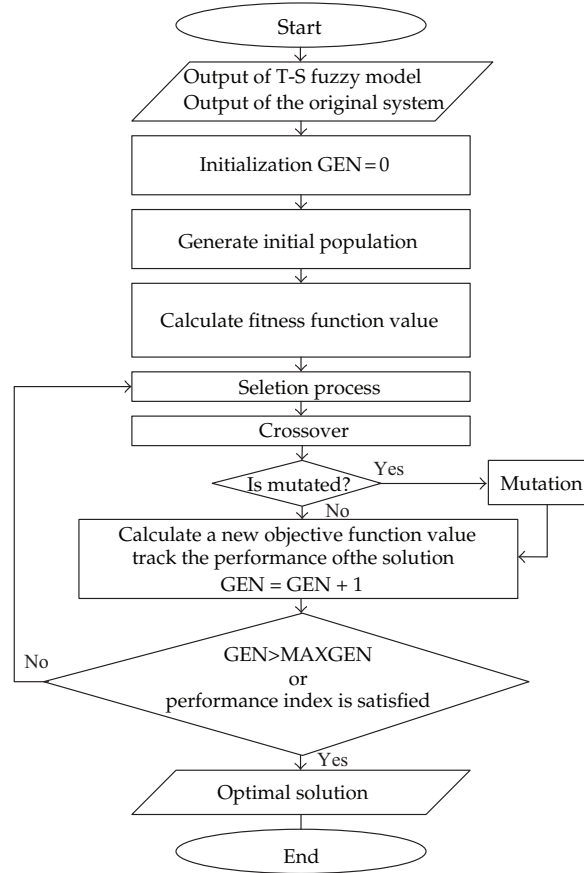 Start
Output of T-S fuzzy model
Output of the original system
Initialization GEN = 0
Generate initial population
Calculate fitness function value
Seletion process
Crossover
Is mutated?
Yes
Mutation
No
Calculate a new objective function value
track the performance ofthe solution
GEN = GEN + 1
No
GEN>MAXGEN
or
performance index is satisfied
Yes
Optimal solution
End